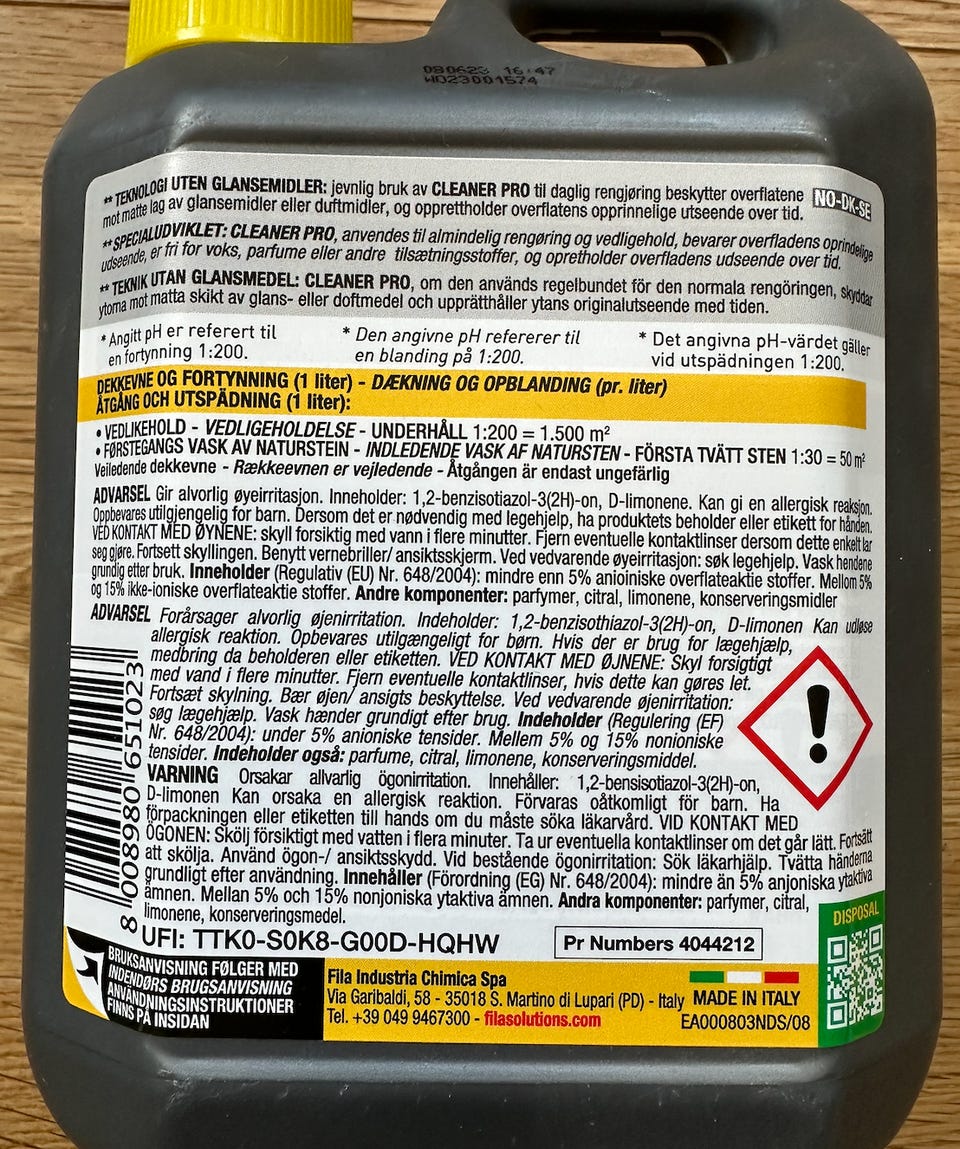 080623 16:47
WO23001574
** TEKNOLOGI UTEN GLANSEMIDLER: jevnlig bruk av CLEANER PRO til daglig rengjøring beskytter overflatene
mot matte lag av glansemidler eller duftmidler, og opprettholder overflatens opprinnelige utseende over tid.
NO-DK-SE
** SPECIALUDVIKLET: CLEANER PRO, anvendes til almindelig rengøring og vedligehold, bevarer overfladens oprindelige
udseende, er fri for voks, parfume eller andre tilsætningsstoffer, og opretholder overfladens udseende over tid.
** TEKNIK UTAN GLANSMEDEL: CLEANER PRO, om den används regelbundet för den normala rengöringen, skyddar
ytorna mot matta skikt av glans- eller doftmedel och upprätthåller ytans originalutseende med tiden.
* Angitt pH er referert til
en fortynning 1:200.
* Den angivne pH refererer til
en blanding på 1:200.
* Det angivna pH-värdet gäller
vid utspädningen 1:200.
DEKKEVNE OG FORTYNNING (1 liter) - DÆKNING OG OPBLANDING (pr. liter)
ÅTGÅNG OCH UTSPÄDNING (1 liter):
• VEDLIKEHOLD - VEDLIGEHOLDELSE - UNDERHÅLL 1:200 = 1.500 m²
• FØRSTEGANGS VASK AV NATURSTEIN - INDLEDENDE VASK AF NATURSTEN - FÖRSTA TVÄTT STEN 1:30 = 50 m²
Veiledende dekkevne - Rækkeevnen er vejledende - Åtgången är endast ungefärlig
ADVARSEL Gir alvorlig øyeirritasjon. Inneholder: 1,2-benzisotiazol-3(2H)-on, D-limonene. Kan gi en allergisk reaksjon.
Oppbevares utilgjengelig for barn. Dersom det er nødvendig med legehjelp, ha produktets beholder eller etikett for hånden.
VED KONTAKT MED ØYNENE: skyll forsiktig med vann i flere minutter. Fjern eventuelle kontaktlinser dersom dette enkelt lar
seg gjøre. Fortsett skyllingen. Benytt vernebriller/ ansiktsskjerm. Ved vedvarende øyeirritasjon: søk legehjelp. Vask hendene
grundig etter bruk. Inneholder (Regulativ (EU) Nr. 648/2004): mindre enn 5% anioiniske overflateaktie stoffer. Mellom 5%
og 15% ikke-ioniske overflateaktie stoffer. Andre komponenter: parfymer, citral, limonene, konserveringsmidler
ADVARSEL Forårsager alvorlig øjenirritation. Indeholder: 1,2-benzisothiazol-3(2H)-on, D-limonen Kan udløse
allergisk reaktion. Opbevares utilgængeligt for børn. Hvis der er brug for lægehjælp,
medbring da beholderen eller etiketten. VED KONTAKT MED ØJNENE: Skyl forsigtigt
med vand i flere minutter. Fjern eventuelle kontaktlinser, hvis dette kan gøres let.
Fortsæt skylning. Bær øjen/ ansigts beskyttelse. Ved vedvarende øjenirritation:
søg lægehjælp. Vask hænder grundigt efter brug. Indeholder (Regulering (EF)
Nr. 648/2004): under 5% anioniske tensider. Mellem 5% og 15% nonioniske
tensider. Indeholder også: parfume, citral, limonene, konserveringsmiddel.
VARNING Orsakar allvarlig ögonirritation. Innehåller: 1,2-bensisotiazol-3(2H)-on,
D-limonen Kan orsaka en allergisk reaktion. Förvaras oåtkomligt för barn. Ha
förpackningen eller etiketten till hands om du måste söka läkarvård. VID KONTAKT MED
ÖGONEN: Skölj försiktigt med vatten i flera minuter. Ta ur eventuella kontaktlinser om det går lätt. Fortsätt
att skölja. Använd ögon-/ ansiktsskydd. Vid bestående ögonirritation: Sök läkarhjälp. Tvätta händerna
grundligt efter användning. Innehåller (Förordning (EG) Nr. 648/2004): mindre än 5% anjoniska ytaktiva
ämnen. Mellan 5% och 15% nonjoniska ytaktiva ämnen. Andra komponenter: parfymer, citral,
limonene, konserveringsmedel.
8 008980 651023
UFI: TTK0-S0K8-G00D-HQHW
Pr Numbers 4044212
DISPOSAL
BRUKSANVISNING FØLGER MED
INDENDØRS BRUGSANVISNING
ANVÄNDNINGSINSTRUKTIONER
FINNS PÅ INSIDAN
Fila Industria Chimica Spa
Via Garibaldi, 58 - 35018 S. Martino di Lupari (PD) - Italy
Tel. +39 049 9467300 - filasolutions.com
MADE IN ITALY
EA000803NDS/08